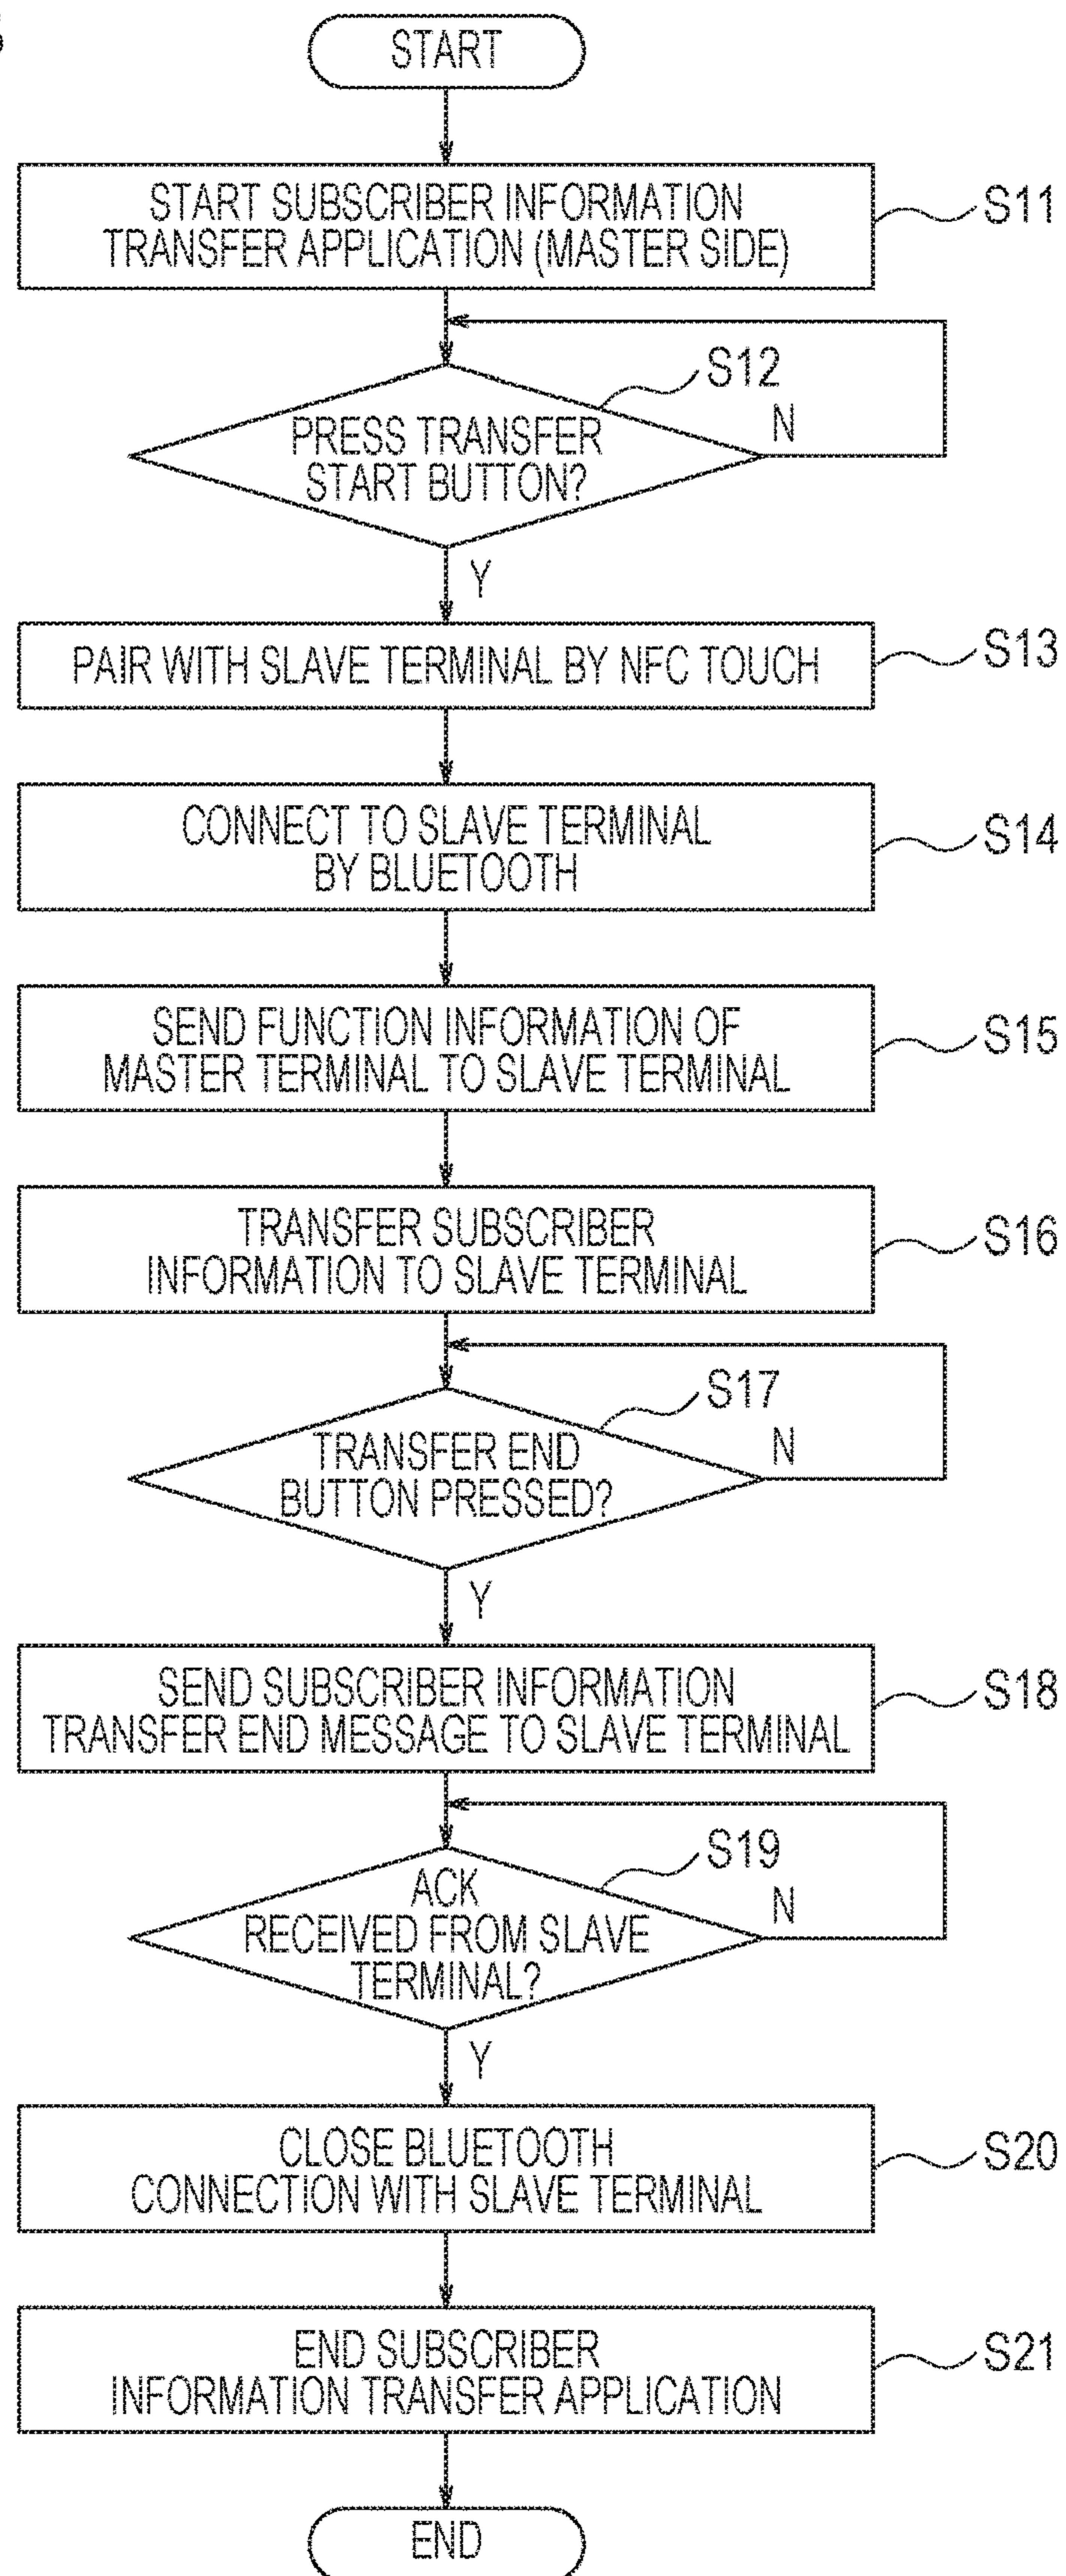 START
START SUBSCRIBER INFORMATION
TRANSFER APPLICATION (MASTER SIDE)
S11
S12
PRESS TRANSFER
START BUTTON?
N
Y
PAIR WITH SLAVE TERMINAL BY NFC TOUCH
S13
CONNECT TO SLAVE TERMINAL
BY BLUETOOTH
S14
SEND FUNCTION INFORMATION OF
MASTER TERMINAL TO SLAVE TERMINAL
S15
TRANSFER SUBSCRIBER
INFORMATION TO SLAVE TERMINAL
S16
S17
TRANSFER END
BUTTON PRESSED?
N
Y
SEND SUBSCRIBER INFORMATION
TRANSFER END MESSAGE TO SLAVE TERMINAL
S18
S19
ACK
RECEIVED FROM SLAVE
TERMINAL?
N
Y
CLOSE BLUETOOTH
CONNECTION WITH SLAVE TERMINAL
S20
END SUBSCRIBER
INFORMATION TRANSFER APPLICATION
S21
END